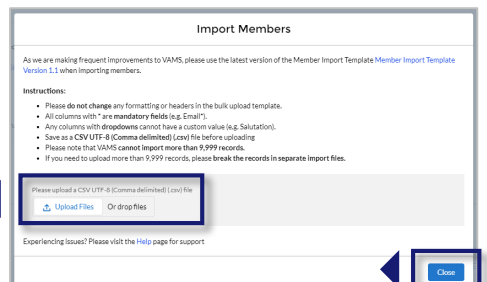 Import Members
As we are making frequent improvements to VAMS, please use the latest version of the Member Import Template Member Import Template
Version 1.1 when importing members.
Instructions:
• Please do not change any formatting or headers in the bulk upload template.
• All columns with * are mandatory fields (e.g. Email*).
• Any columns with dropdowns cannot have a custom value (e.g. Salutation).
• Save as a CSV UTF-8 (Comma delimited) (.csv) file before uploading
• Please note that VAMS cannot import more than 9,999 records.
• If you need to upload more than 9,999 records, please break the records in separate import files.
Please upload a CSV UTF-8 (Comma delimited) (.csv) file
Upload Files Or drop files
Experiencing issues? Please visit the Help page for support
Close